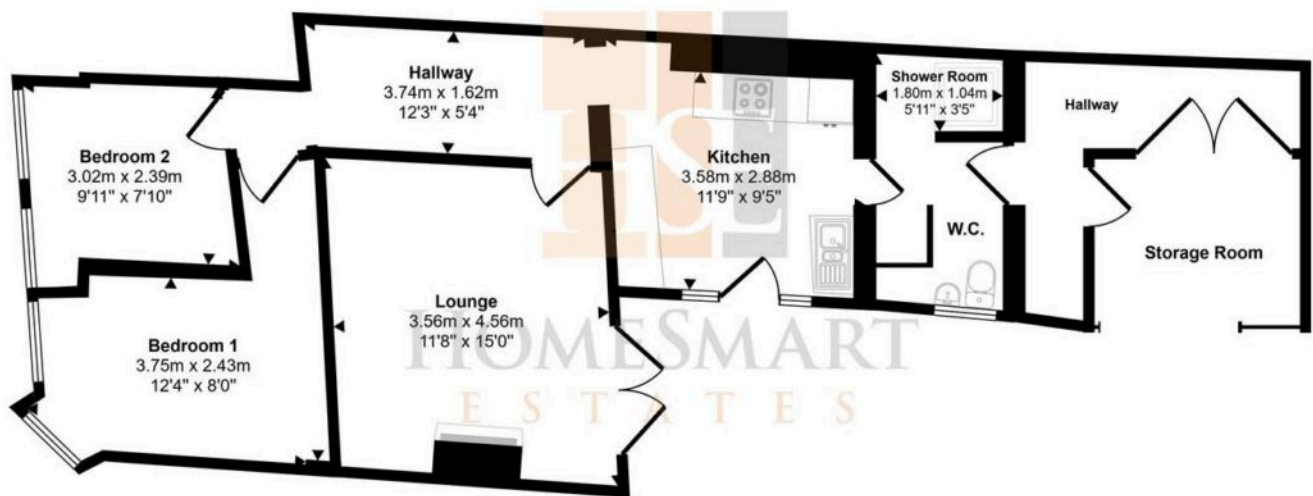 Hallway
3.74m x 1.62m
12'3" x 5'4"
Shower Room
1.80m x 1.04m
5'11" x 3'5"
Hallway
Bedroom 2
3.02m x 2.39m
9'11" x 7'10"
Kitchen
3.58m x 2.88m
11'9" x 9'5"
W.C.
Storage Room
Lounge
3.56m x 4.56m
11'8" x 15'0"
Bedroom 1
3.75m x 2.43m
12'4" x 8'0"
HSL
HOMESMART
ESTATES